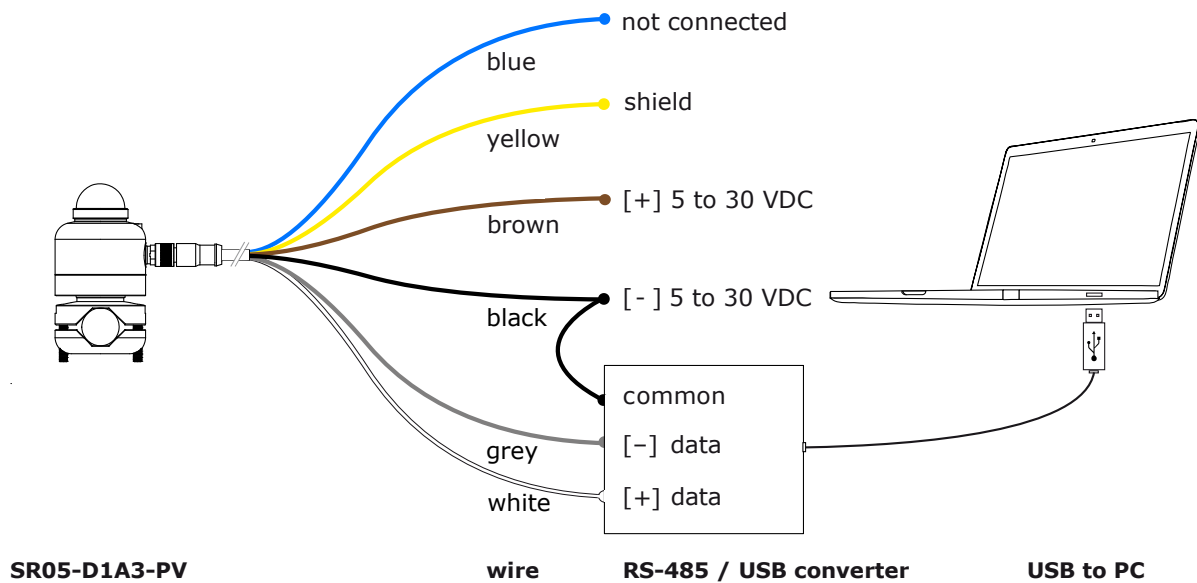 not connected
blue
shield
yellow
[+] 5 to 30 VDC
brown
[-] 5 to 30 VDC
black
common
[–] data
grey
[+] data
white
SR05-D1A3-PV wire RS-485 / USB converter USB to PC